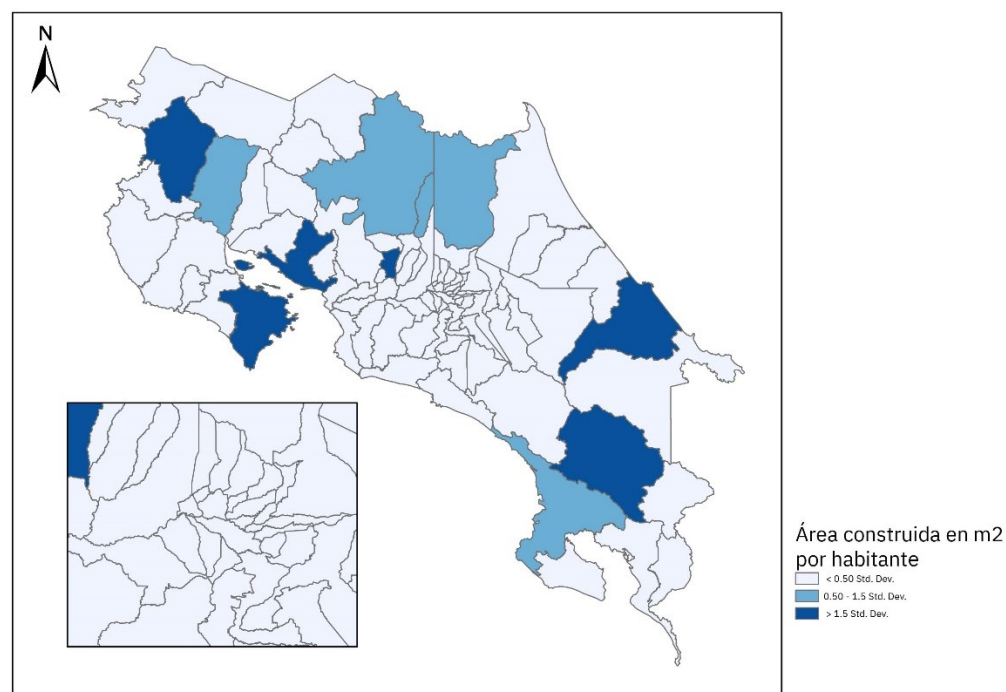 N
Área construida en m2
por habitante
< 0.50 Std. Dev.
0.50 - 1.5 Std. Dev.
> 1.5 Std. Dev.